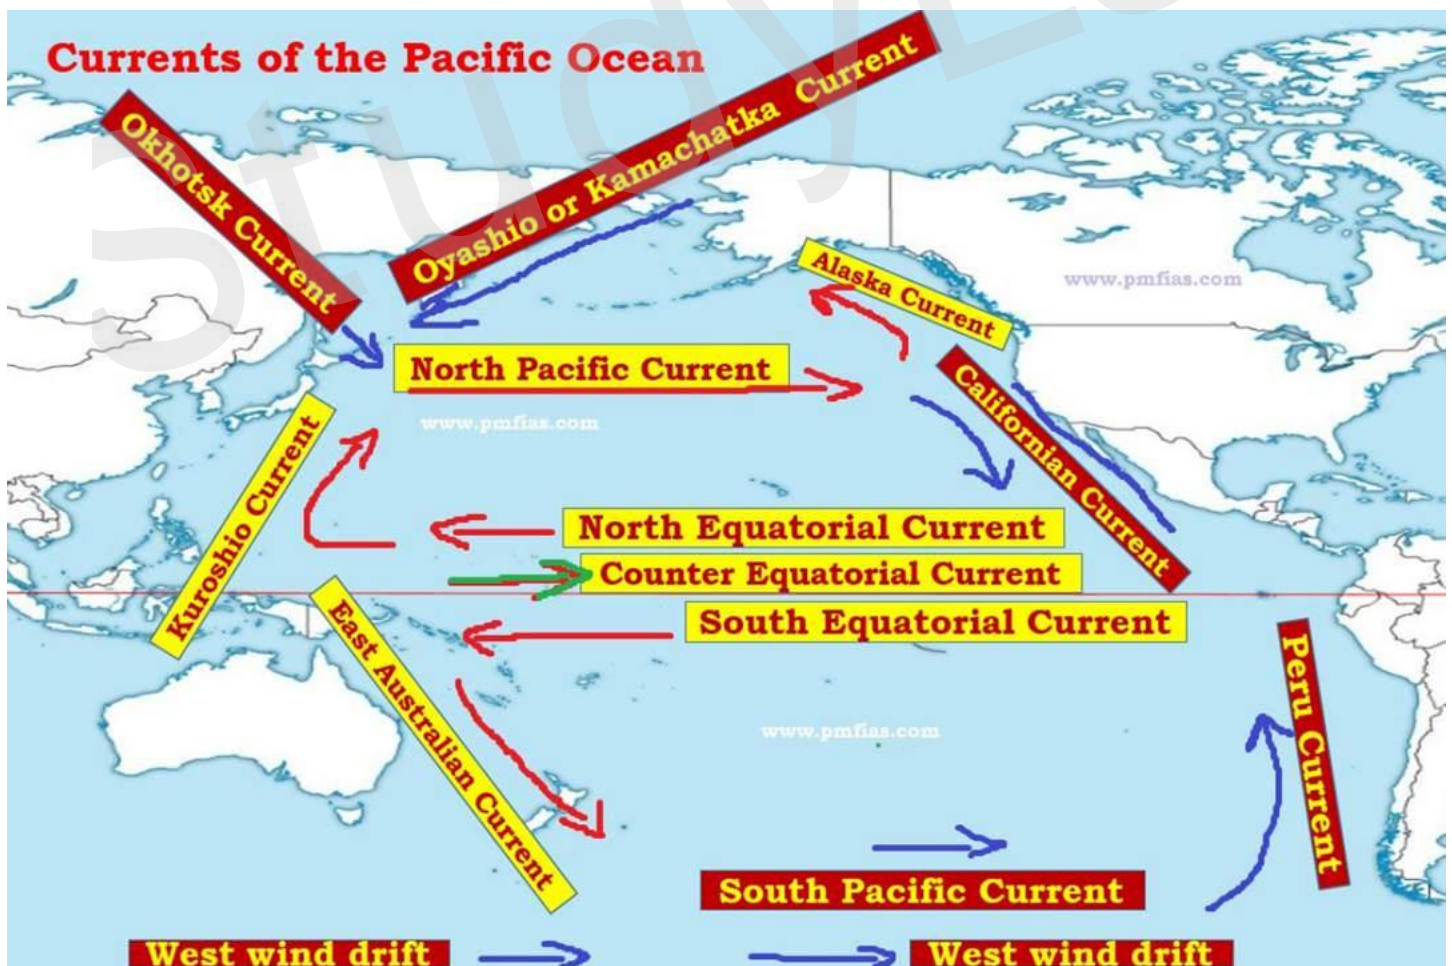 Currents of the Pacific Ocean
Okhotsk Current
Oyashio or Kamachatka Current
Alaska Current
www.pmfias.com
North Pacific Current
Californian Current
www.pmfias.com
Kuroshio Current
North Equatorial Current
Counter Equatorial Current
South Equatorial Current
East Australian Current
Peru Current
www.pmfias.com
South Pacific Current
West wind drift
West wind drift